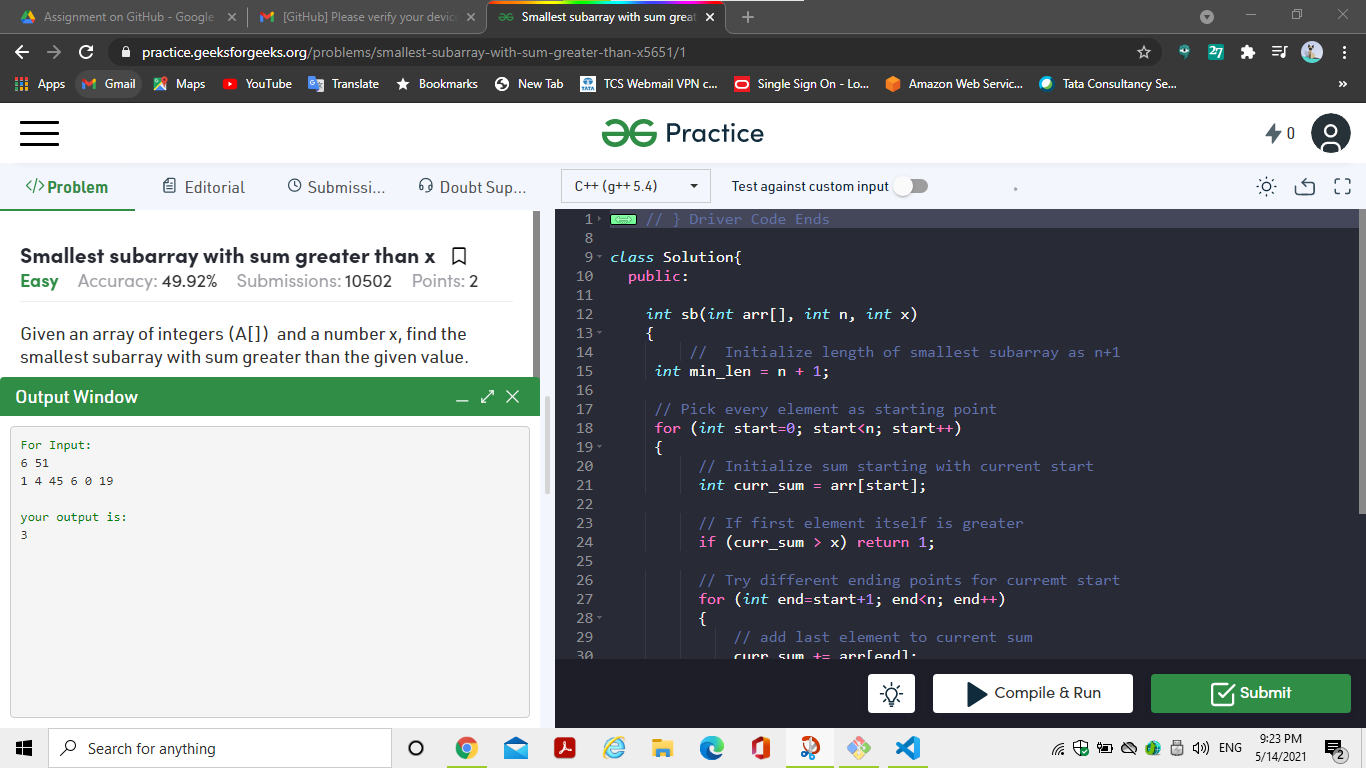 Assignment on GitHub - Google
[GitHub] Please verify your devic
Smallest subarray with sum great
practice.geeksforgeeks.org/problems/smallest-subarray-with-sum-greater-than-x5651/1
27
Apps Gmail Maps YouTube Translate Bookmarks New Tab TCS Webmail VPN c... Single Sign On - Lo... Amazon Web Servic... Tata Consultancy Se... »
Practice
0
</>Problem Editorial Submissi... Doubt Sup...
C++ (g++ 5.4) Test against custom input
Smallest subarray with sum greater than x
Easy Accuracy: 49.92% Submissions: 10502 Points: 2
Given an array of integers (A[]) and a number x, find the
smallest subarray with sum greater than the given value.
Output Window
For Input:
6 51
1 4 45 6 0 19
your output is:
3
1 // } Driver Code Ends
8
9 class Solution{
10 public:
11
12 int sb(int arr[], int n, int x)
13 {
14 // Initialize length of smallest subarray as n+1
15 int min_len = n + 1;
16
17 // Pick every element as starting point
18 for (int start=0; start<n; start++)
19 {
20 // Initialize sum starting with current start
21 int curr_sum = arr[start];
22
23 // If first element itself is greater
24 if (curr_sum > x) return 1;
25
26 // Try different ending points for curremt start
27 for (int end=start+1; end<n; end++)
28 {
29 // add last element to current sum
30 curr_sum += arr[end];
Compile & Run
Submit
Search for anything
TATA
ENG
9:23 PM
5/14/2021
2